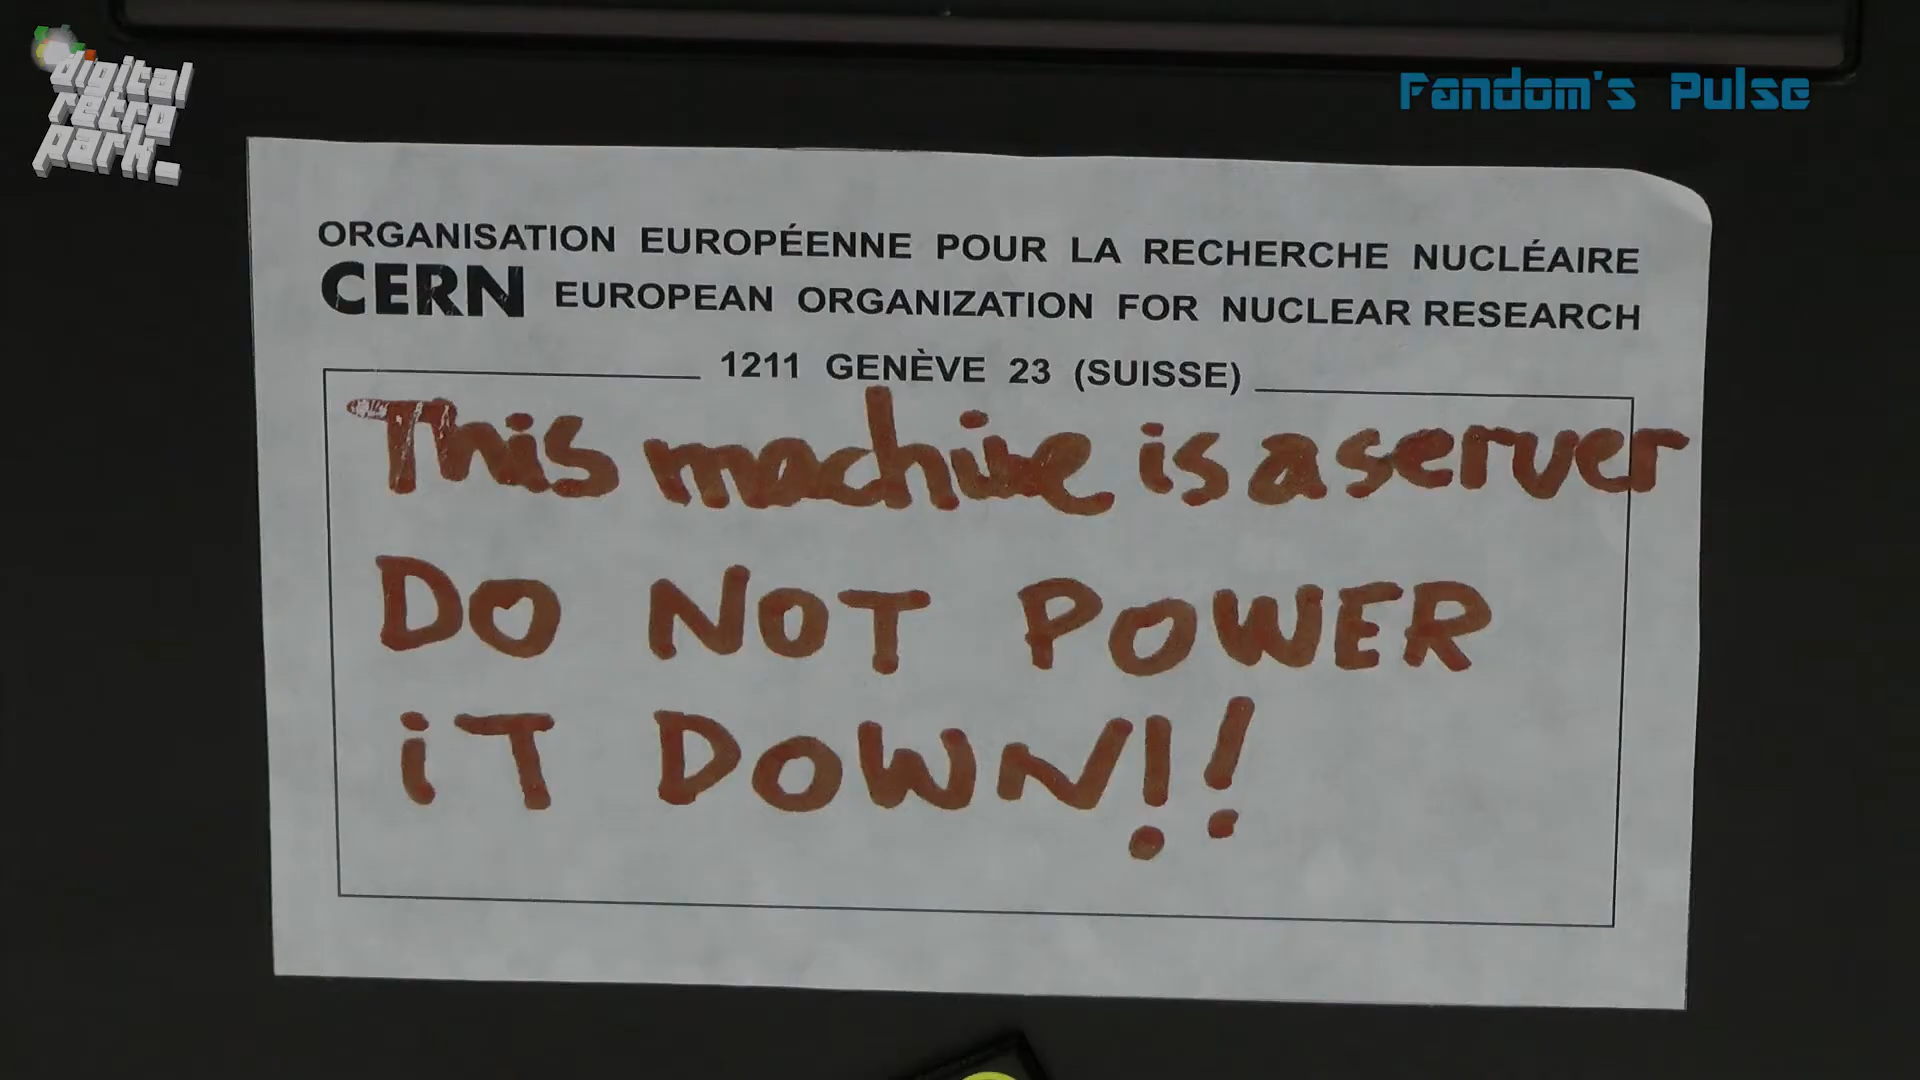 digital
retro
park_
Fandom's Pulse
ORGANISATION EUROPÉENNE POUR LA RECHERCHE NUCLÉAIRE
CERN EUROPEAN ORGANIZATION FOR NUCLEAR RESEARCH
1211 GENÈVE 23 (SUISSE)
This machine is a server
DO NOT POWER
iT DOWN!!